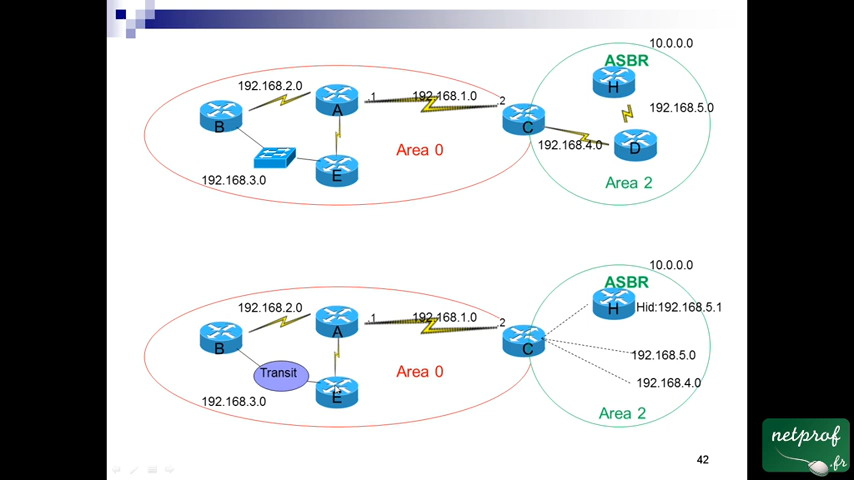 10.0.0.0
ASBR
H
192.168.2.0
A
.1
192.168.1.0
.2
192.168.5.0
B
C
192.168.4.0
D
Area 0
E
192.168.3.0
Area 2
10.0.0.0
ASBR
H
Hid:192.168.5.1
192.168.2.0
A
.1
192.168.1.0
.2
B
C
192.168.5.0
Transit
Area 0
192.168.4.0
E
192.168.3.0
Area 2
42
netprof
.fr